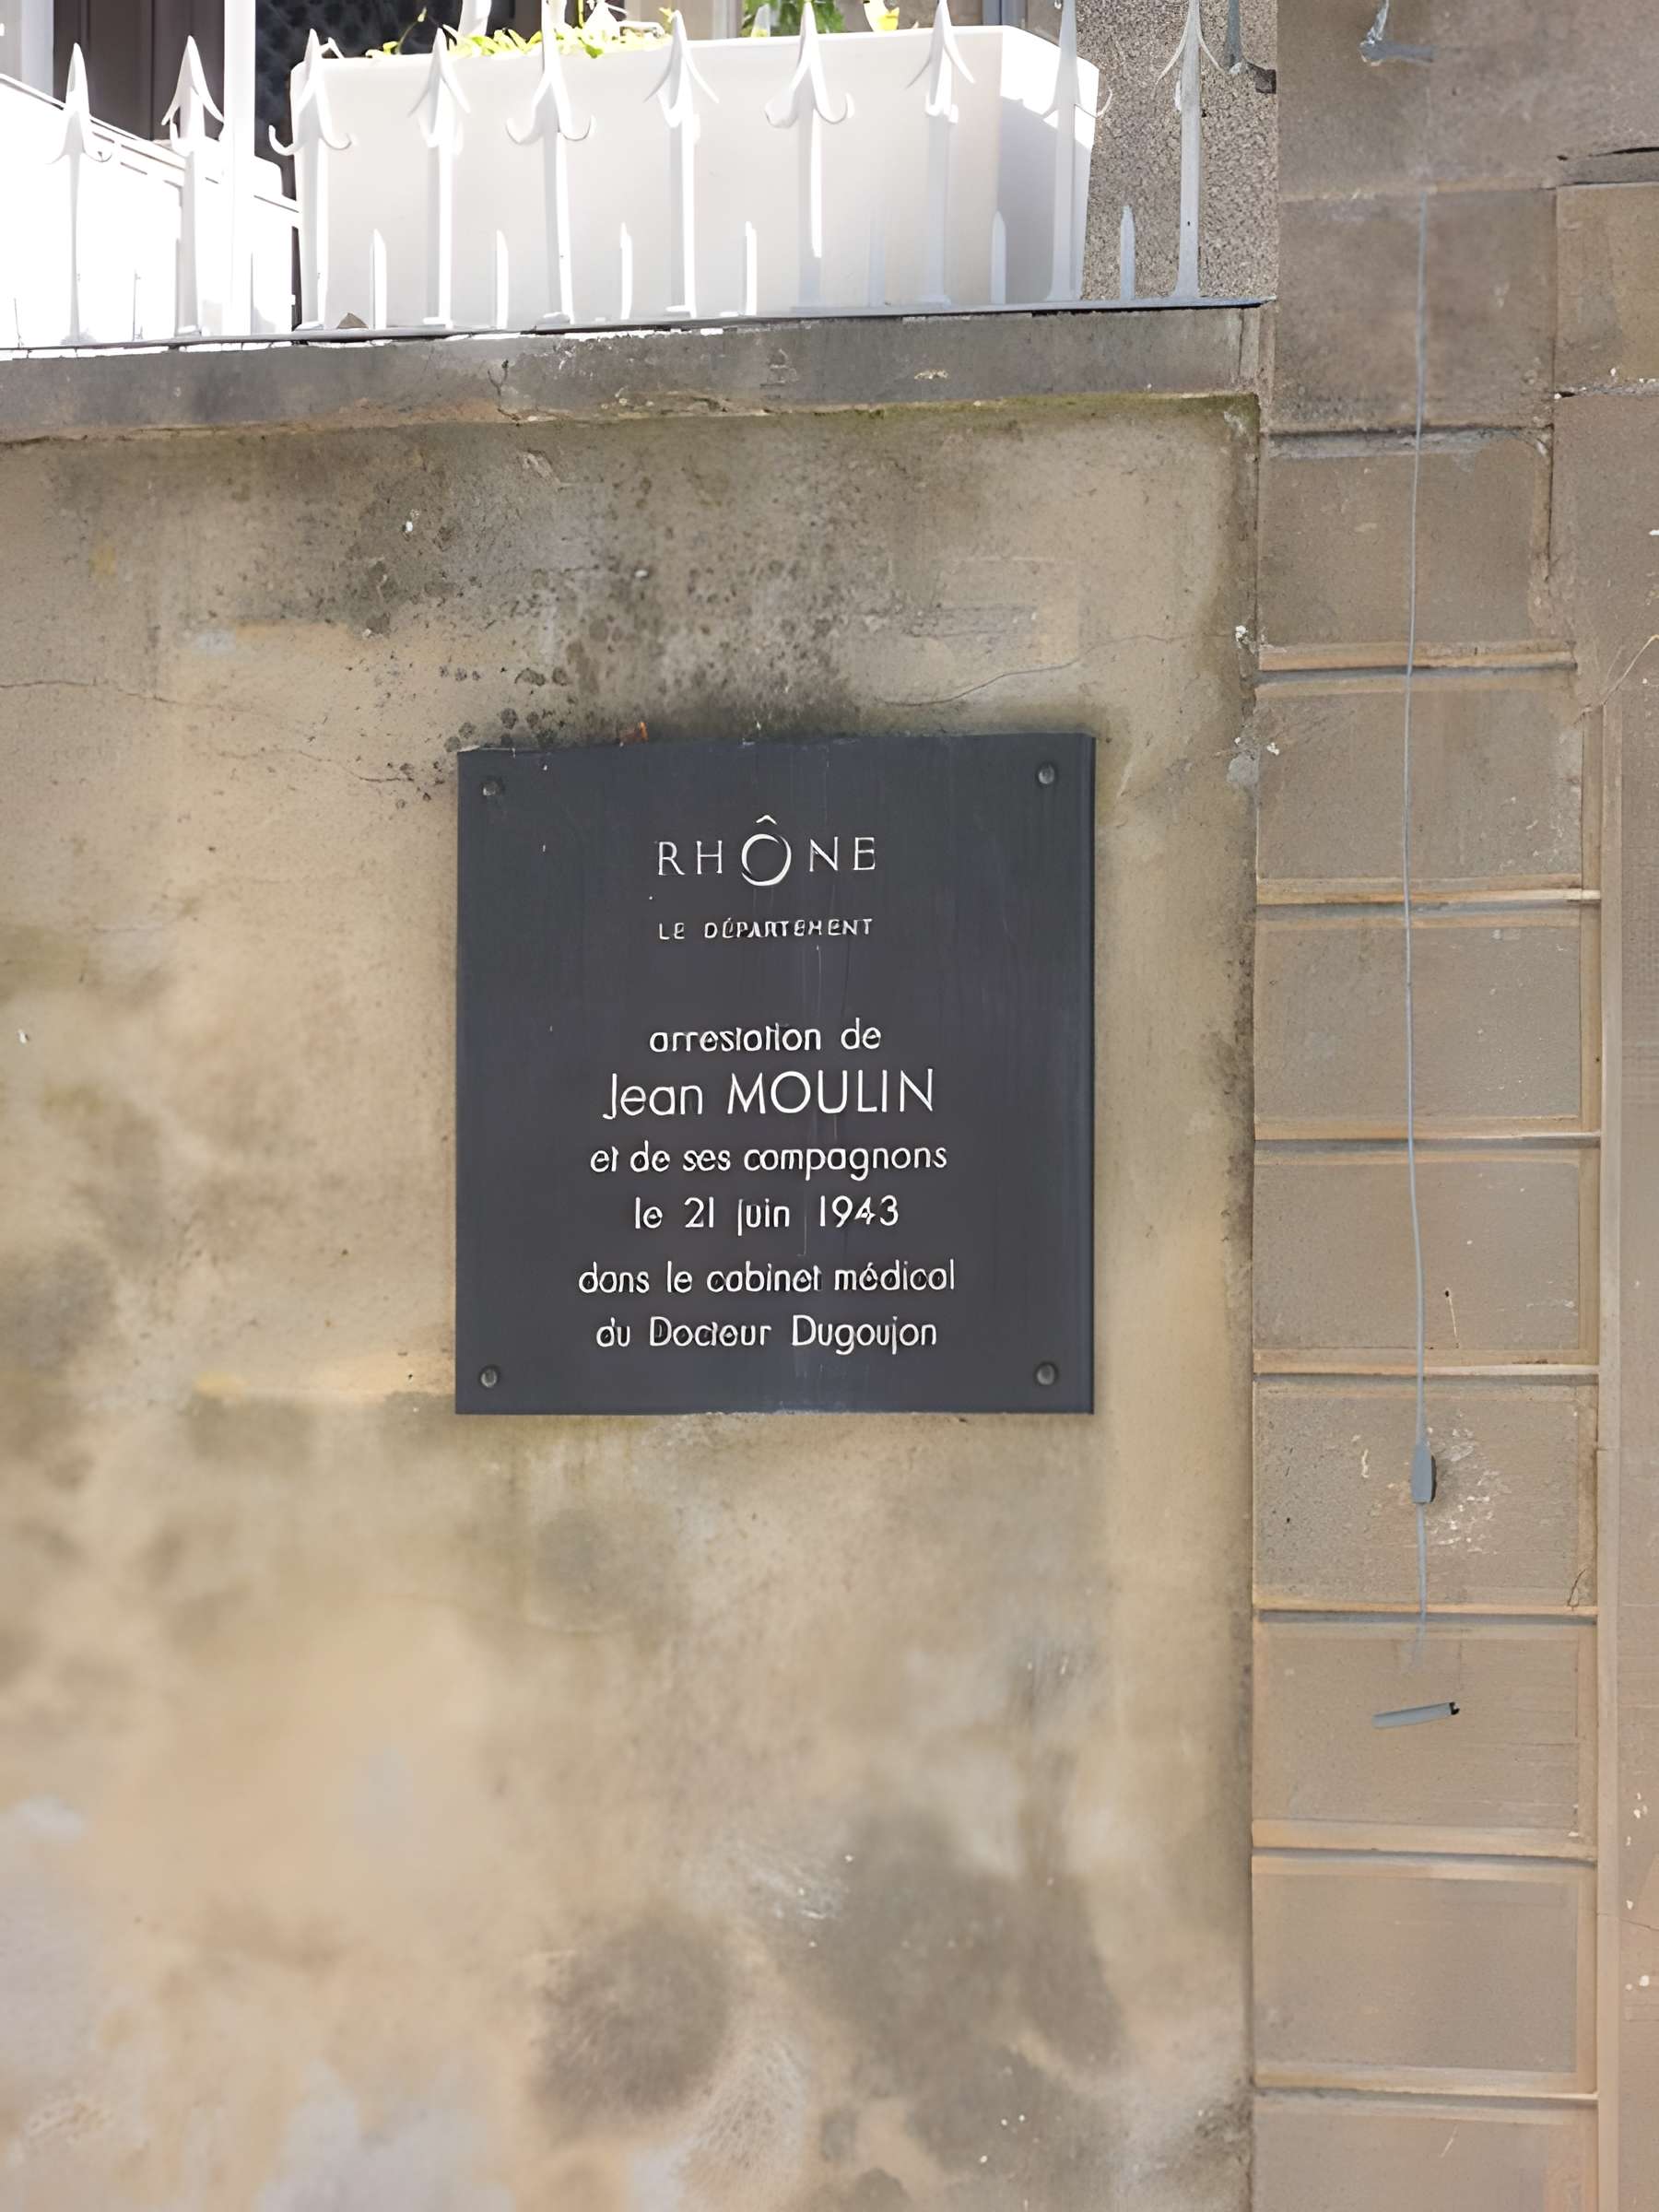 RHÔNE
LE DÉPARTEMENT
arrestation de
Jean MOULIN
et de ses compagnons
le 21 juin 1943
dans le cabinet médical
du Docteur Dugoujon